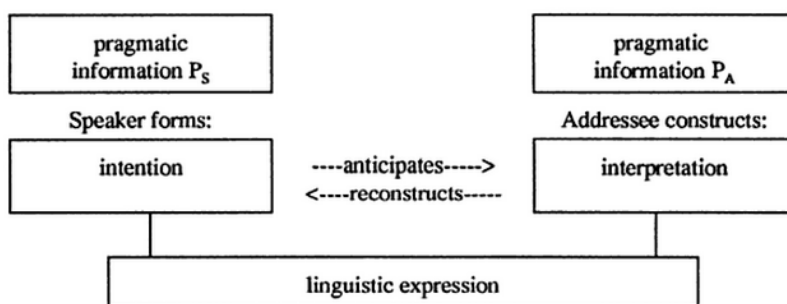 pragmatic
information P_S
pragmatic
information P_A
Speaker forms:
Addressee constructs:
intention
----anticipates----->
<----reconstructs-----
interpretation
linguistic expression